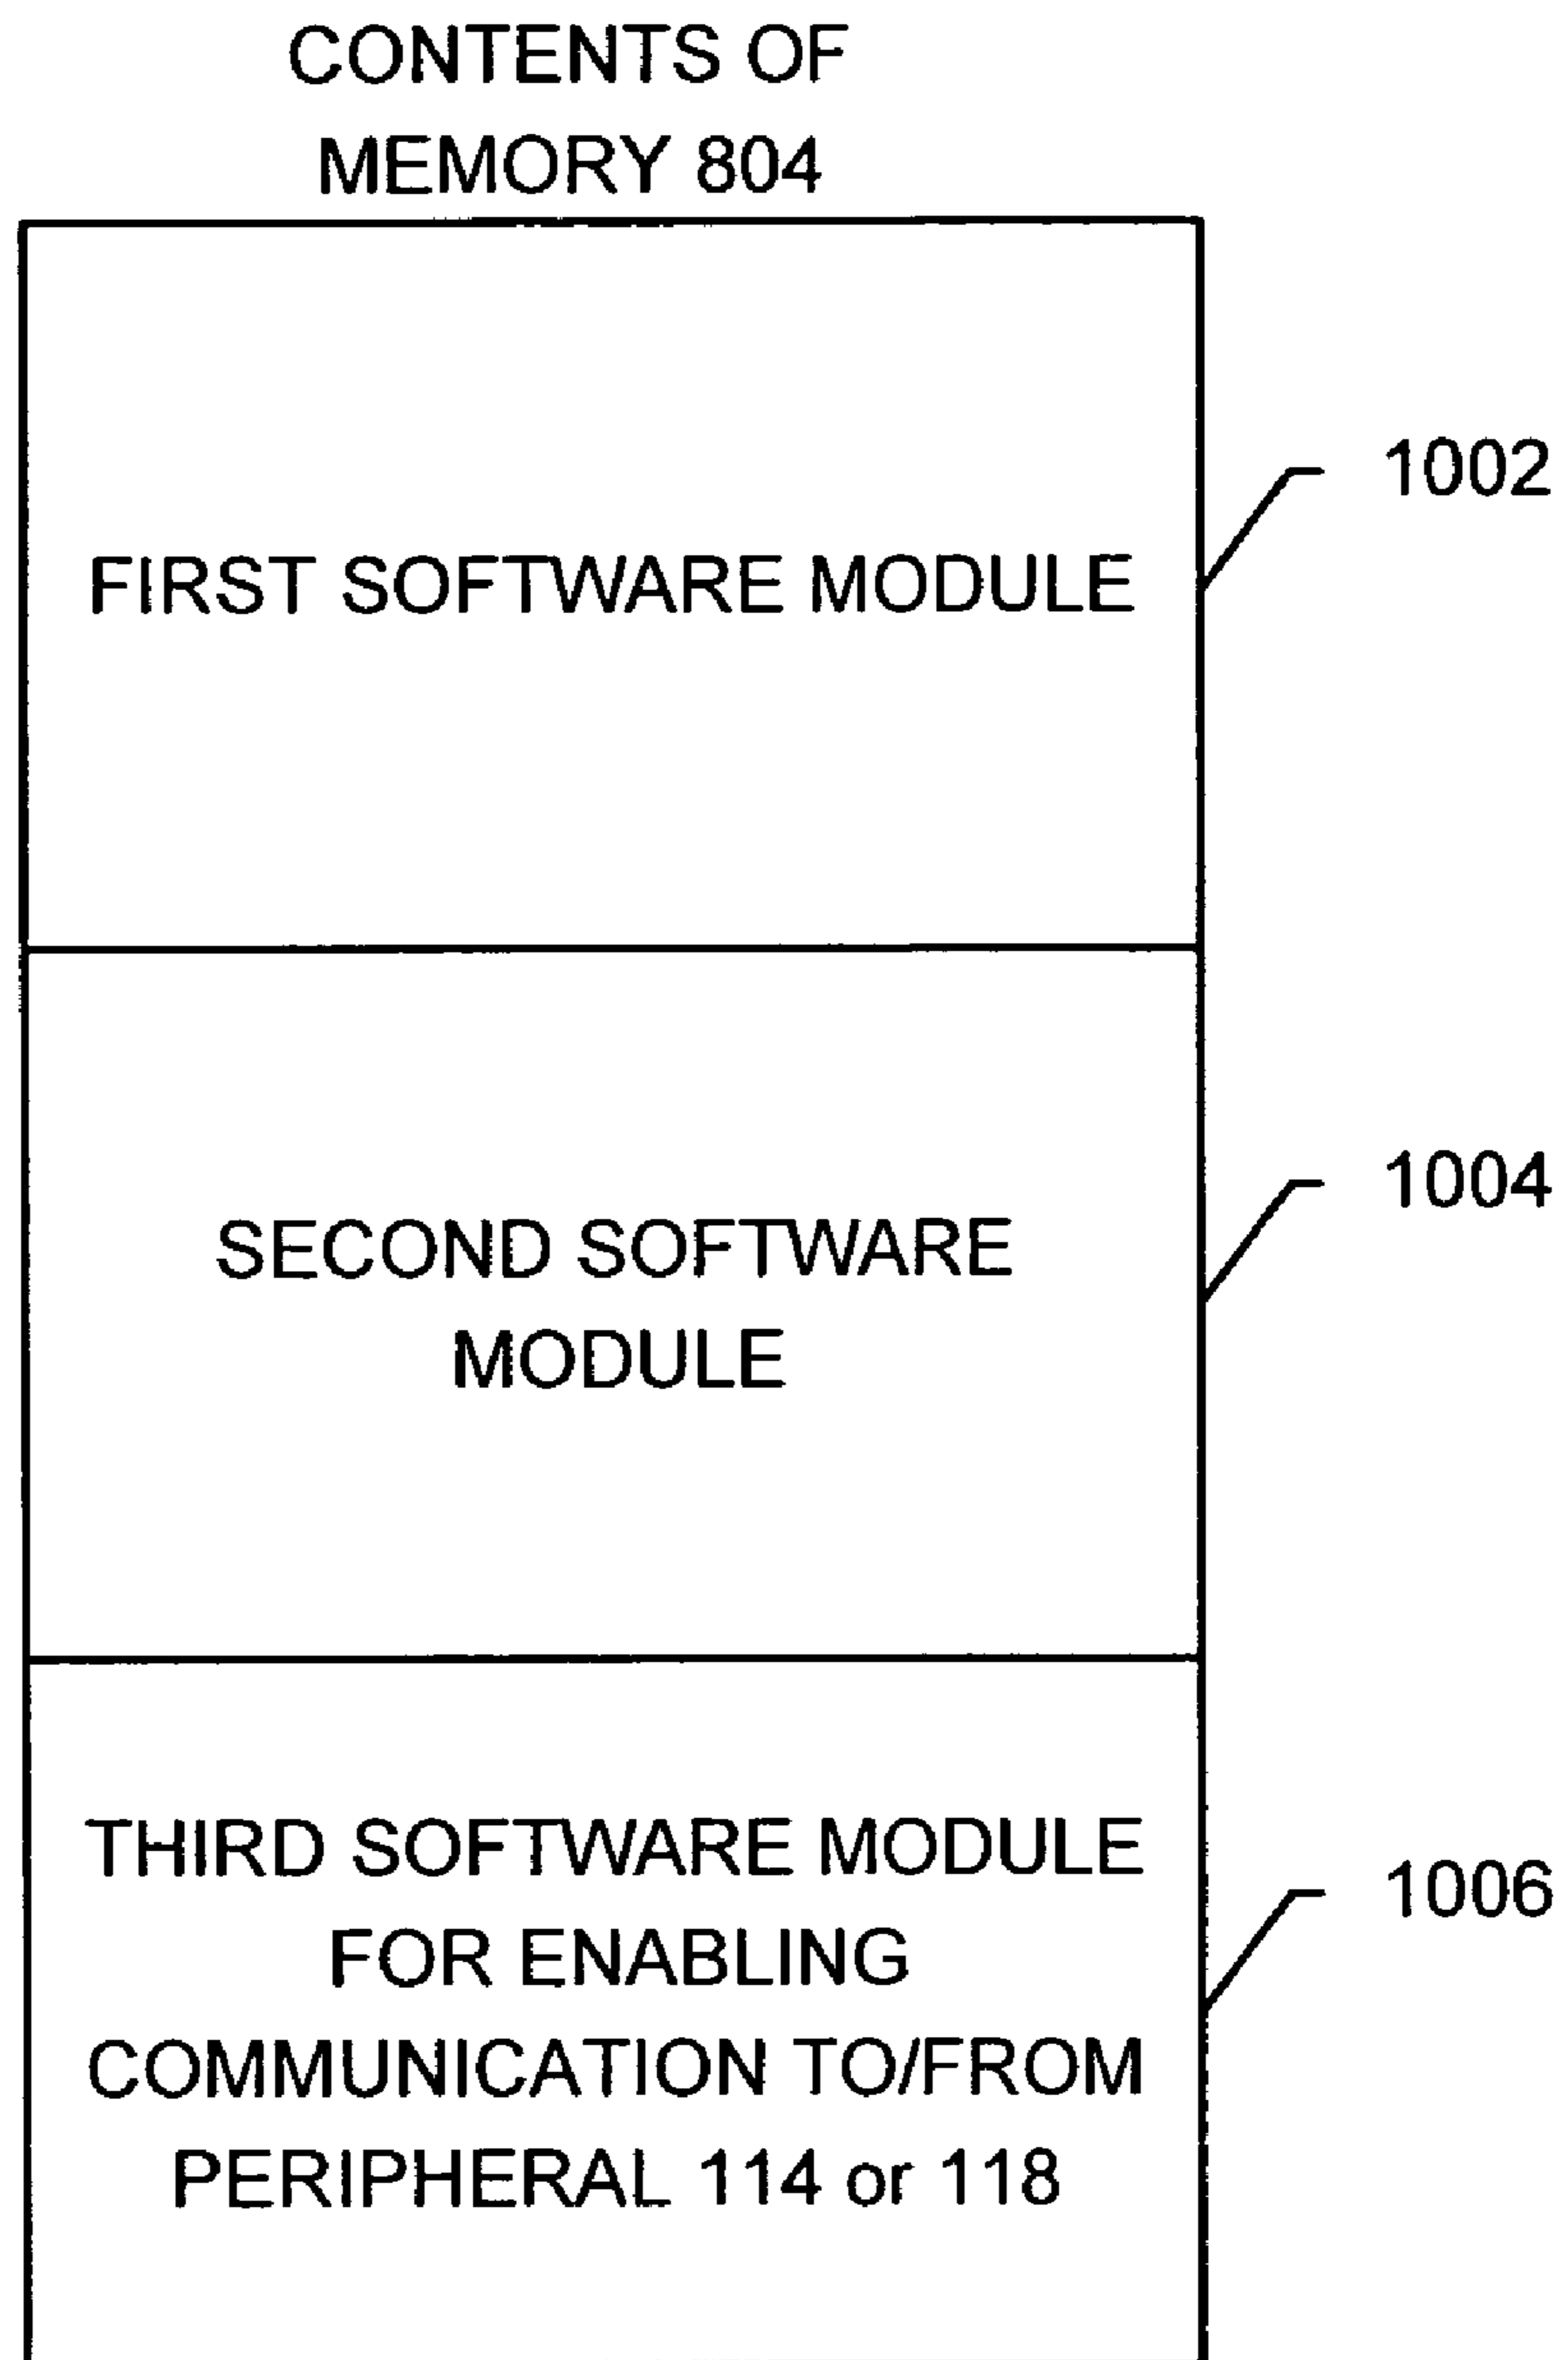 CONTENTS OF
MEMORY 804
1002
FIRST SOFTWARE MODULE
1004
SECOND SOFTWARE
MODULE
THIRD SOFTWARE MODULE
1006
FOR ENABLING
COMMUNICATION TO/FROM
PERIPHERAL 114 or 118